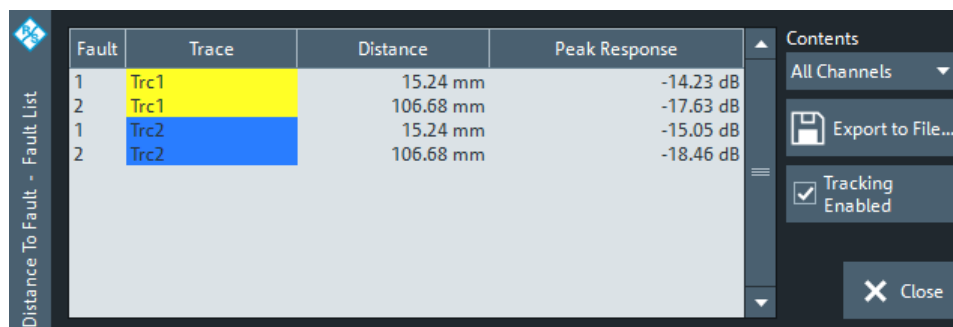 R/S
Distance To Fault - Fault List
Fault Trace Distance Peak Response
1 Trc1 15.24 mm -14.23 dB
2 Trc1 106.68 mm -17.63 dB
1 Trc2 15.24 mm -15.05 dB
2 Trc2 106.68 mm -18.46 dB
Contents
All Channels
Export to File...
Tracking
Enabled
Close